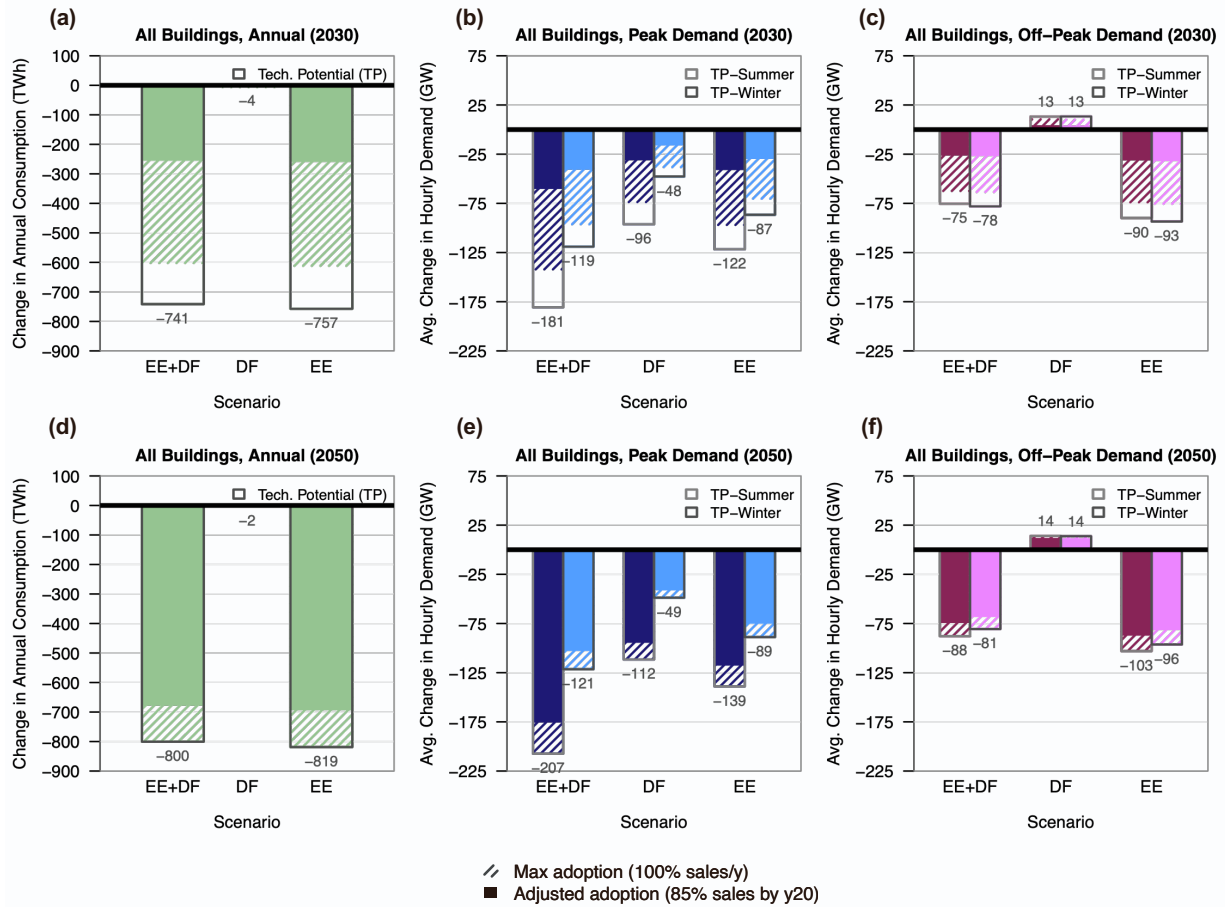 (a)
All Buildings, Annual (2030)
Change in Annual Consumption (TWh)
100
0
−100
−200
−300
−400
−500
−600
−700
−800
−900
Tech. Potential (TP)
−741
−4
−757
EE+DF
DF
EE
Scenario
(b)
All Buildings, Peak Demand (2030)
Avg. Change in Hourly Demand (GW)
75
25
−25
−75
−125
−175
−225
TP−Summer
TP−Winter
−181
−119
−96
−48
−122
−87
EE+DF
DF
EE
Scenario
(c)
All Buildings, Off−Peak Demand (2030)
Avg. Change in Hourly Demand (GW)
75
25
−25
−75
−125
−175
−225
TP−Summer
TP−Winter
−75
−78
13
13
−90
−93
EE+DF
DF
EE
Scenario
(d)
All Buildings, Annual (2050)
Change in Annual Consumption (TWh)
100
0
−100
−200
−300
−400
−500
−600
−700
−800
−900
Tech. Potential (TP)
−800
−2
−819
EE+DF
DF
EE
Scenario
(e)
All Buildings, Peak Demand (2050)
Avg. Change in Hourly Demand (GW)
75
25
−25
−75
−125
−175
−225
TP−Summer
TP−Winter
−207
−121
−112
−49
−139
−89
EE+DF
DF
EE
Scenario
(f)
All Buildings, Off−Peak Demand (2050)
Avg. Change in Hourly Demand (GW)
75
25
−25
−75
−125
−175
−225
TP−Summer
TP−Winter
−88
−81
14
14
−103
−96
EE+DF
DF
EE
Scenario
Max adoption (100% sales/y)
Adjusted adoption (85% sales by y20)